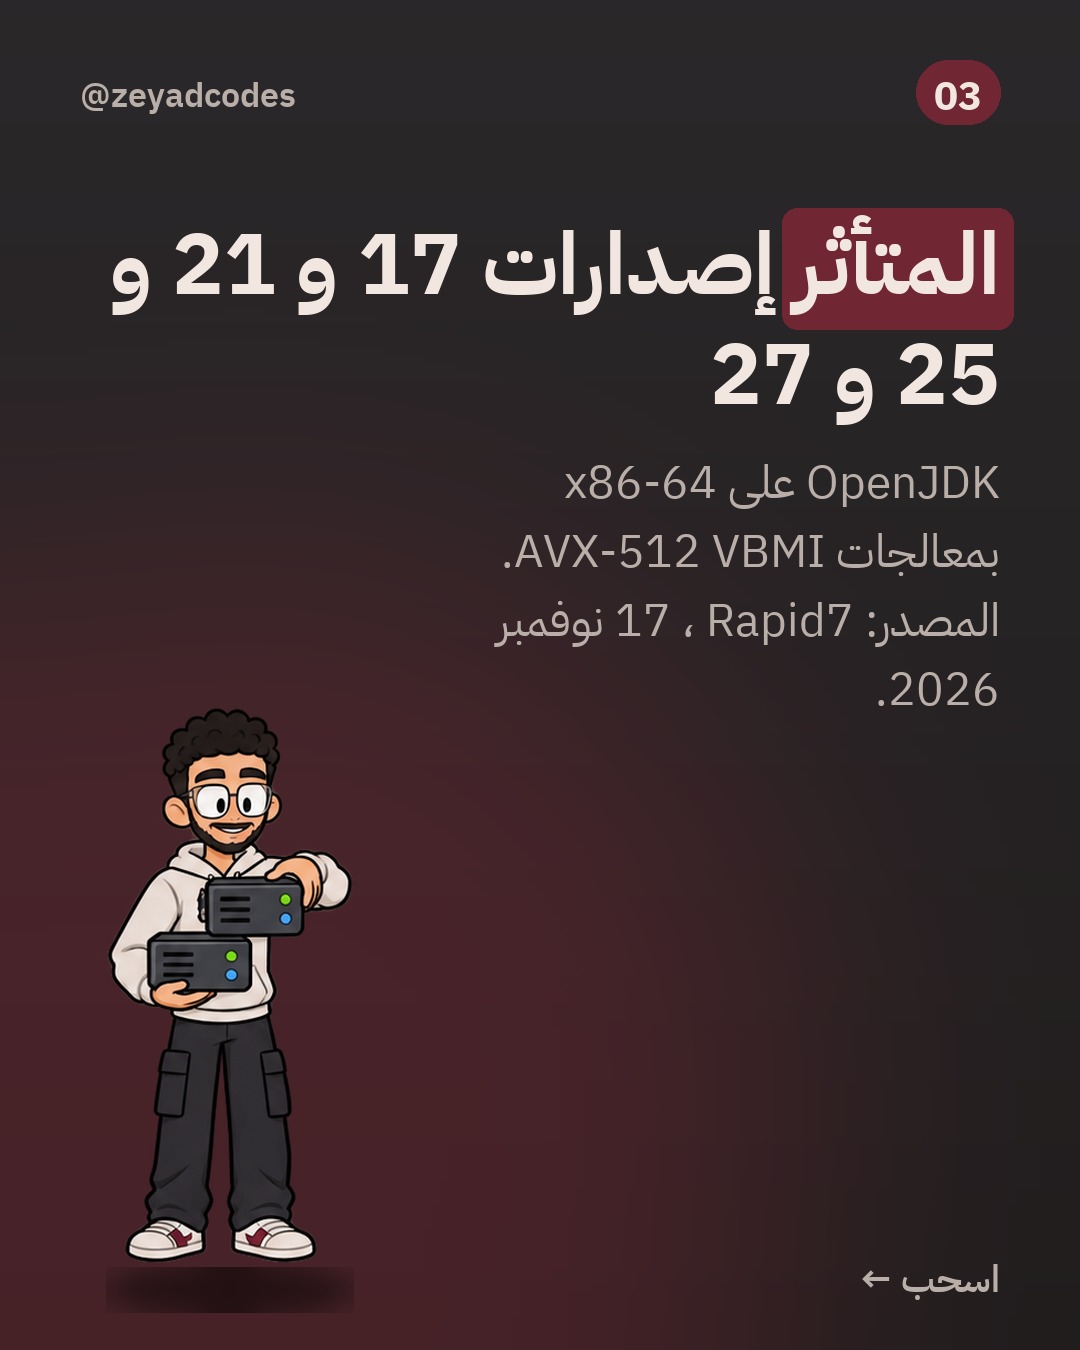 @zeyadcodes
03
المتأثر إصدارات 17 و 21 و
25 و 27
OpenJDK على x86-64
بمعالجات AVX-512 VBMI.
المصدر: Rapid7 ، 17 نوفمبر
2026.
اسحب ←